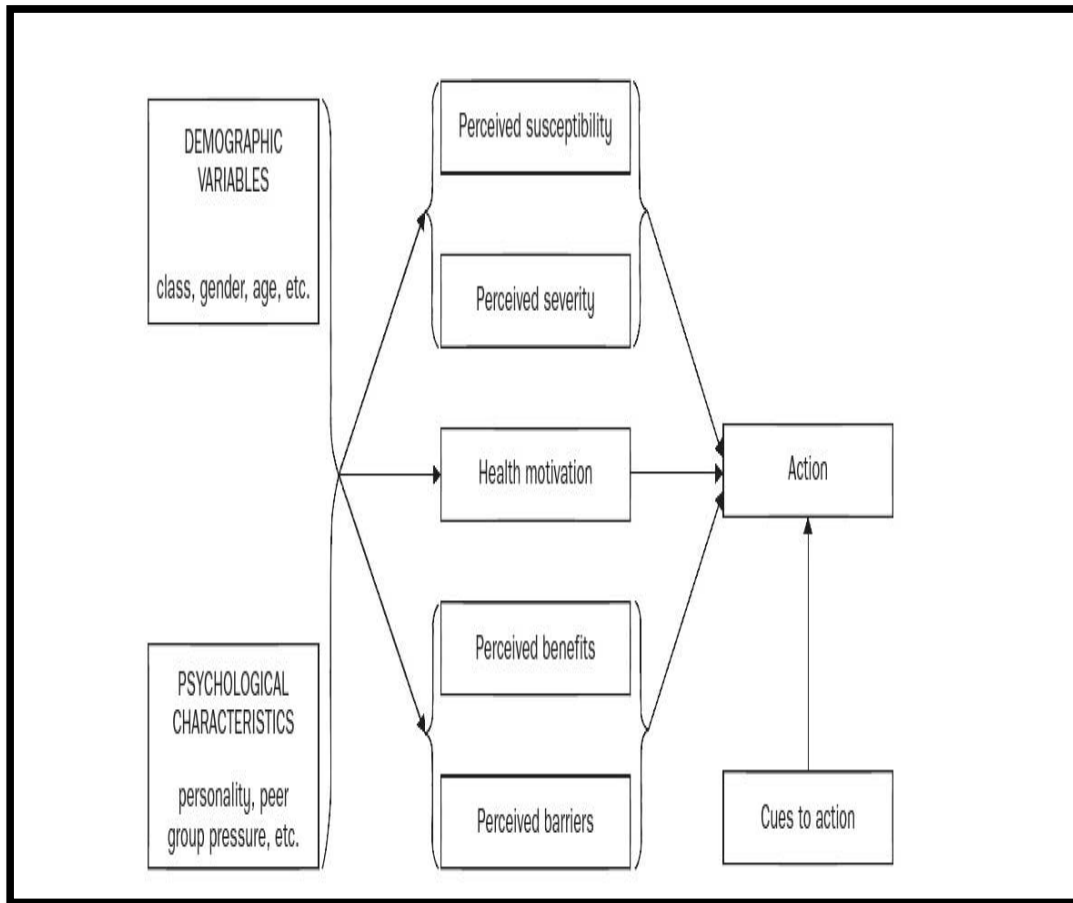 DEMOGRAPHIC
VARIABLES
class, gender, age, etc.
PSYCHOLOGICAL
CHARACTERISTICS
personality, peer
group pressure, etc.
Perceived susceptibility
Perceived severity
Health motivation
Perceived benefits
Perceived barriers
Action
Cues to action